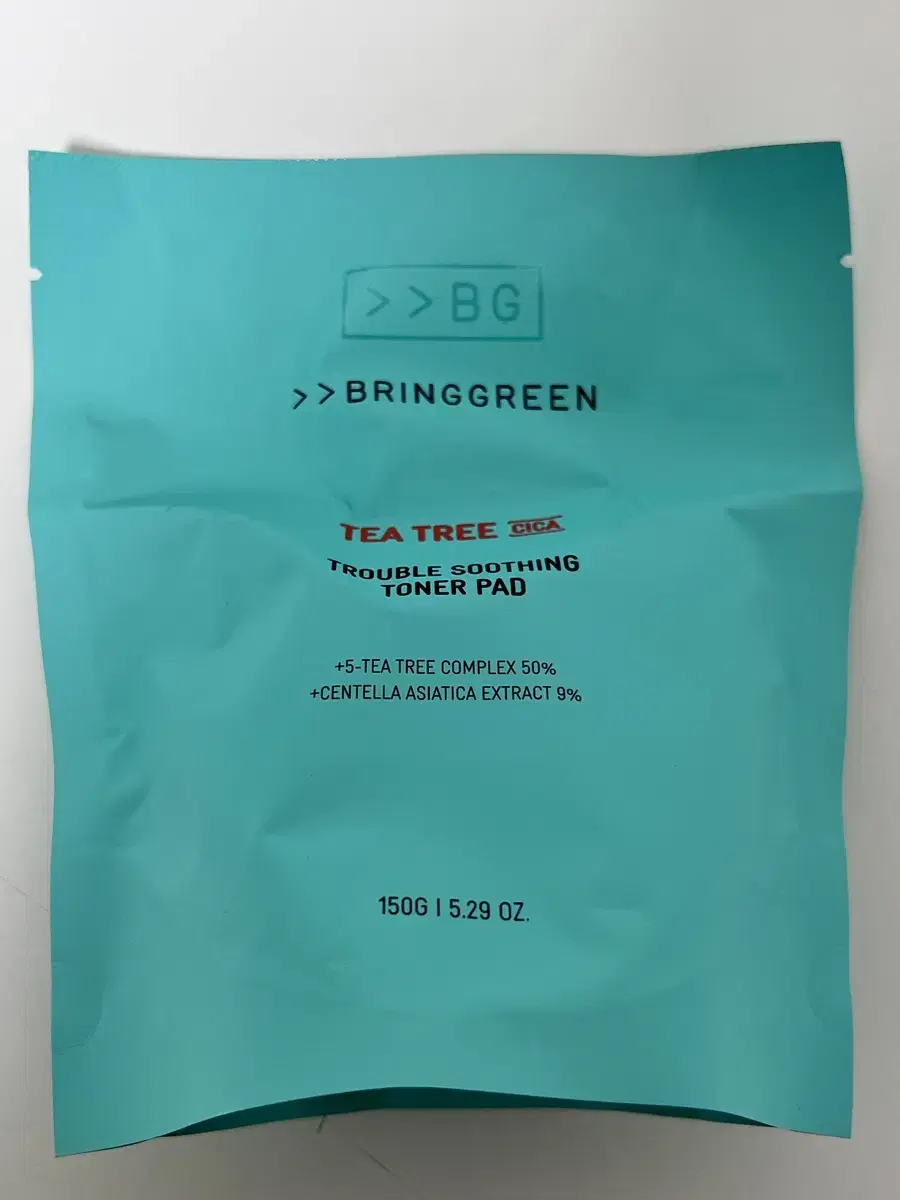 >>BG
>>BRINGGREEN
TEA TREE CICA
TROUBLE SOOTHING
TONER PAD
+5-TEA TREE COMPLEX 50%
+CENTELLA ASIATICA EXTRACT 9%
150G | 5.29 OZ.